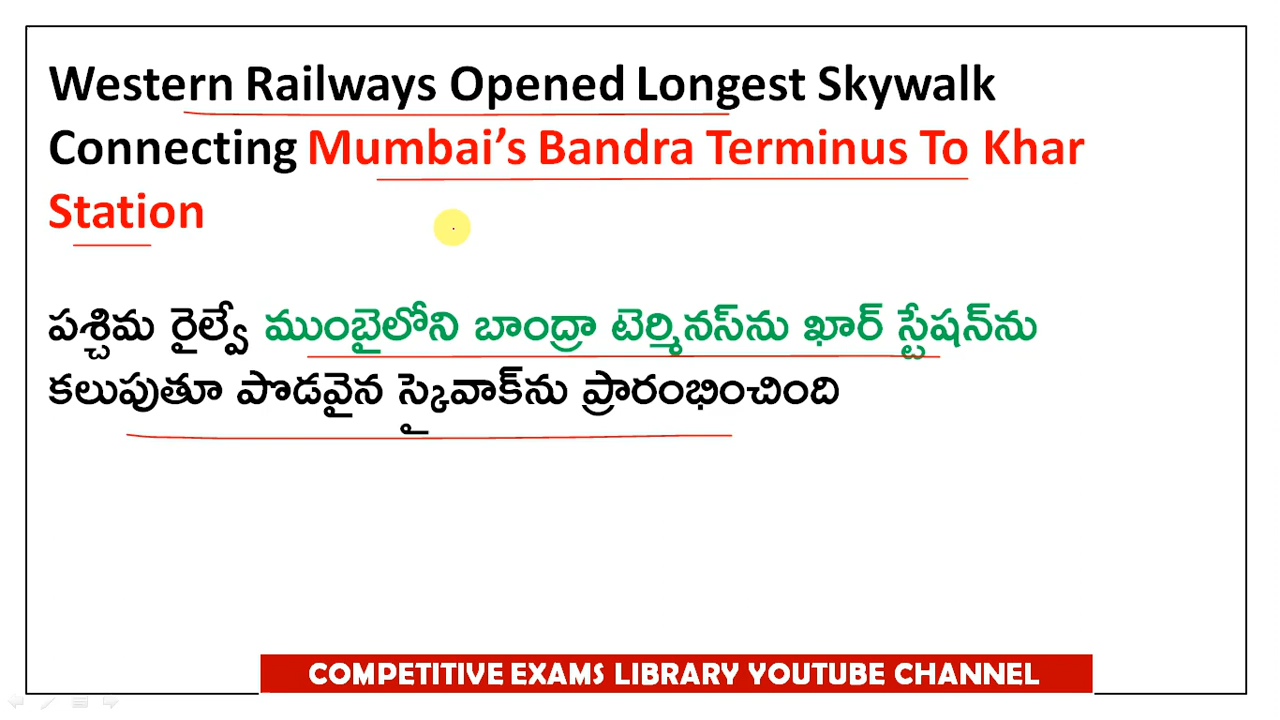 Western Railways Opened Longest Skywalk
Connecting Mumbai’s Bandra Terminus To Khar
Station
పశ్చిమ రైల్వే ముంబైలోని బాంద్రా టెర్మినస్‌ను ఖార్ స్టేషన్‌ను
కలుపుతూ పొడవైన స్కైవాక్‌ను ప్రారంభించింది
COMPETITIVE EXAMS LIBRARY YOUTUBE CHANNEL